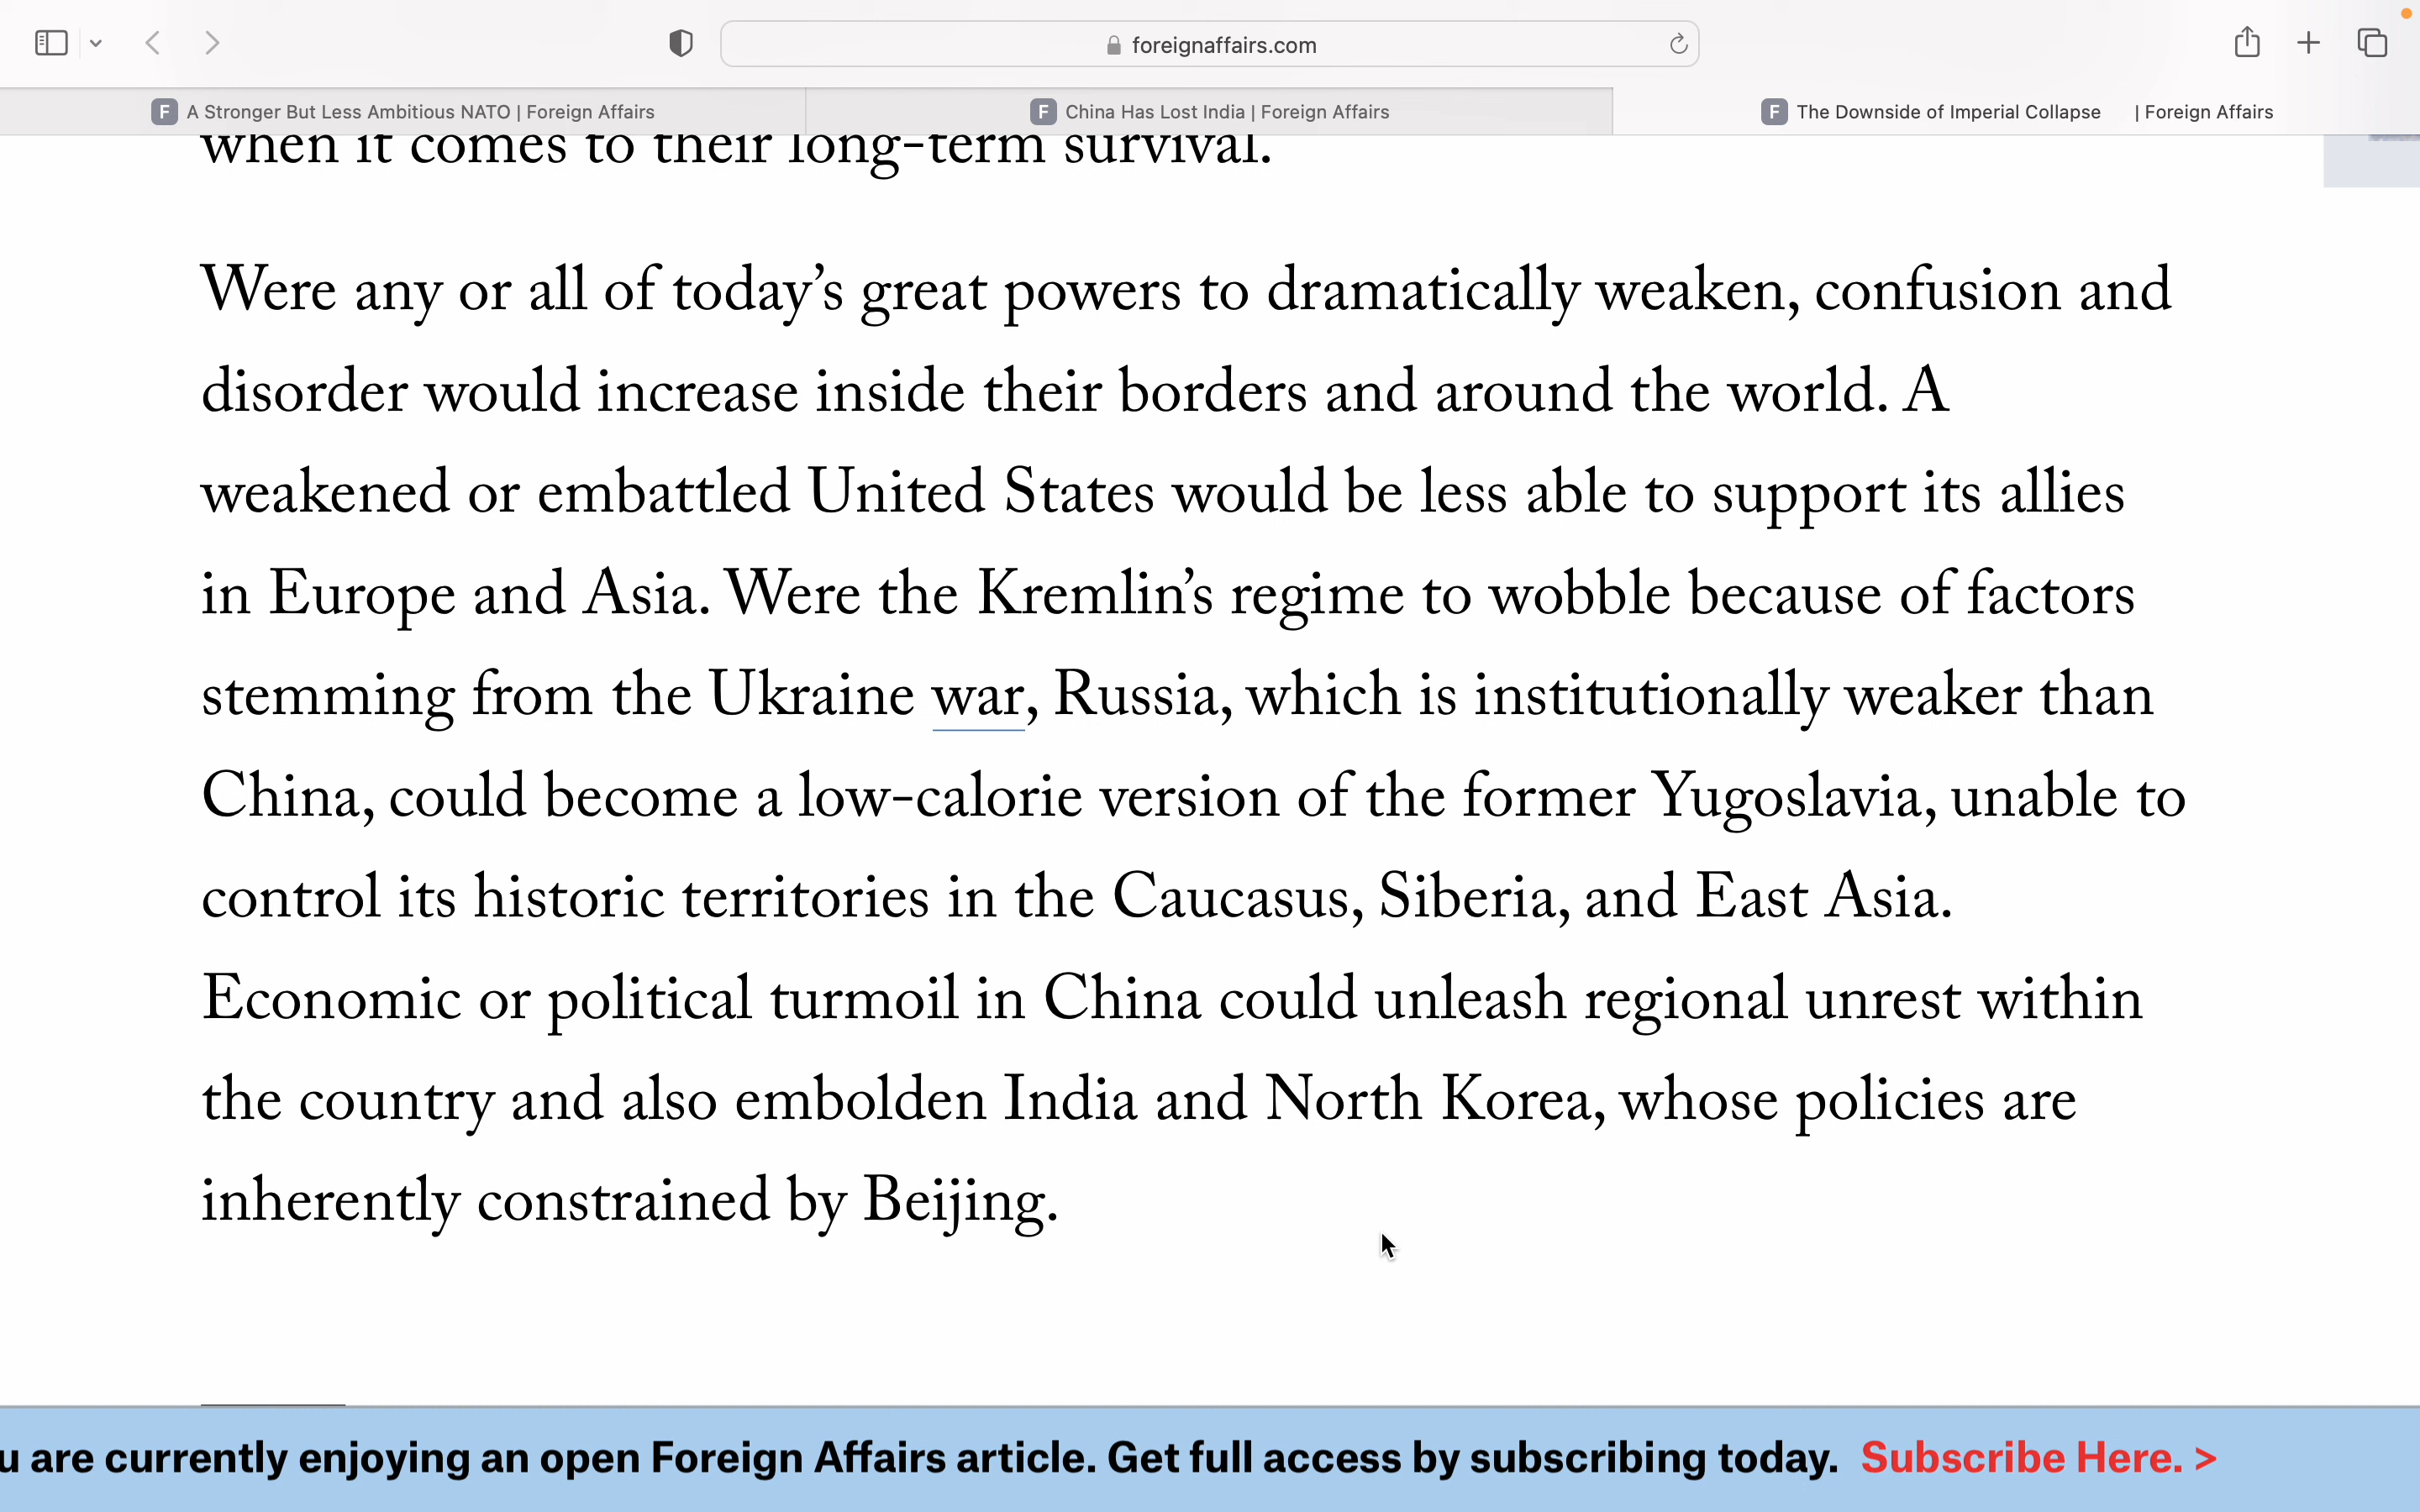 foreignaffairs.com
F A Stronger But Less Ambitious NATO | Foreign Affairs
F China Has Lost India | Foreign Affairs
F The Downside of Imperial Collapse | Foreign Affairs
when it comes to their long-term survival.
Were any or all of today’s great powers to dramatically weaken, confusion and
disorder would increase inside their borders and around the world. A
weakened or embattled United States would be less able to support its allies
in Europe and Asia. Were the Kremlin’s regime to wobble because of factors
stemming from the Ukraine war, Russia, which is institutionally weaker than
China, could become a low-calorie version of the former Yugoslavia, unable to
control its historic territories in the Caucasus, Siberia, and East Asia.
Economic or political turmoil in China could unleash regional unrest within
the country and also embolden India and North Korea, whose policies are
inherently constrained by Beijing.
u are currently enjoying an open Foreign Affairs article. Get full access by subscribing today. Subscribe Here. >